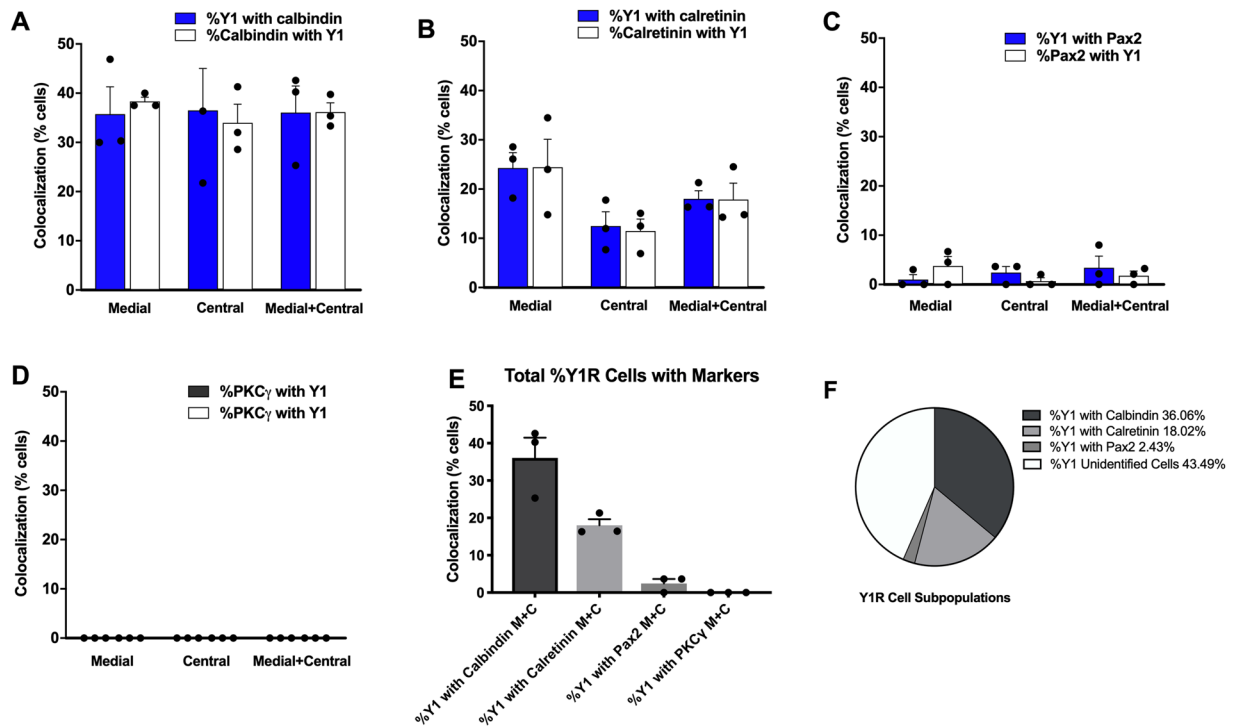 A
%Y1 with calbindin
%Calbindin with Y1
Colocalization (% cells)
50
40
30
20
10
0
Medial
Central
Medial+Central
B
%Y1 with calretinin
%Calretinin with Y1
Colocalization (% cells)
50
40
30
20
10
0
Medial
Central
Medial+Central
C
%Y1 with Pax2
%Pax2 with Y1
Colocalization (% cells)
50
40
30
20
10
0
Medial
Central
Medial+Central
D
%PKCγ with Y1
%PKCγ with Y1
Colocalization (% cells)
50
40
30
20
10
0
Medial
Central
Medial+Central
E
Total %Y1R Cells with Markers
Colocalization (% cells)
50
40
30
20
10
0
%Y1 with Calbindin M+C
%Y1 with Calretinin M+C
%Y1 with Pax2 M+C
%Y1 with PKCγ M+C
F
%Y1 with Calbindin 36.06%
%Y1 with Calretinin 18.02%
%Y1 with Pax2 2.43%
%Y1 Unidentified Cells 43.49%
Y1R Cell Subpopulations